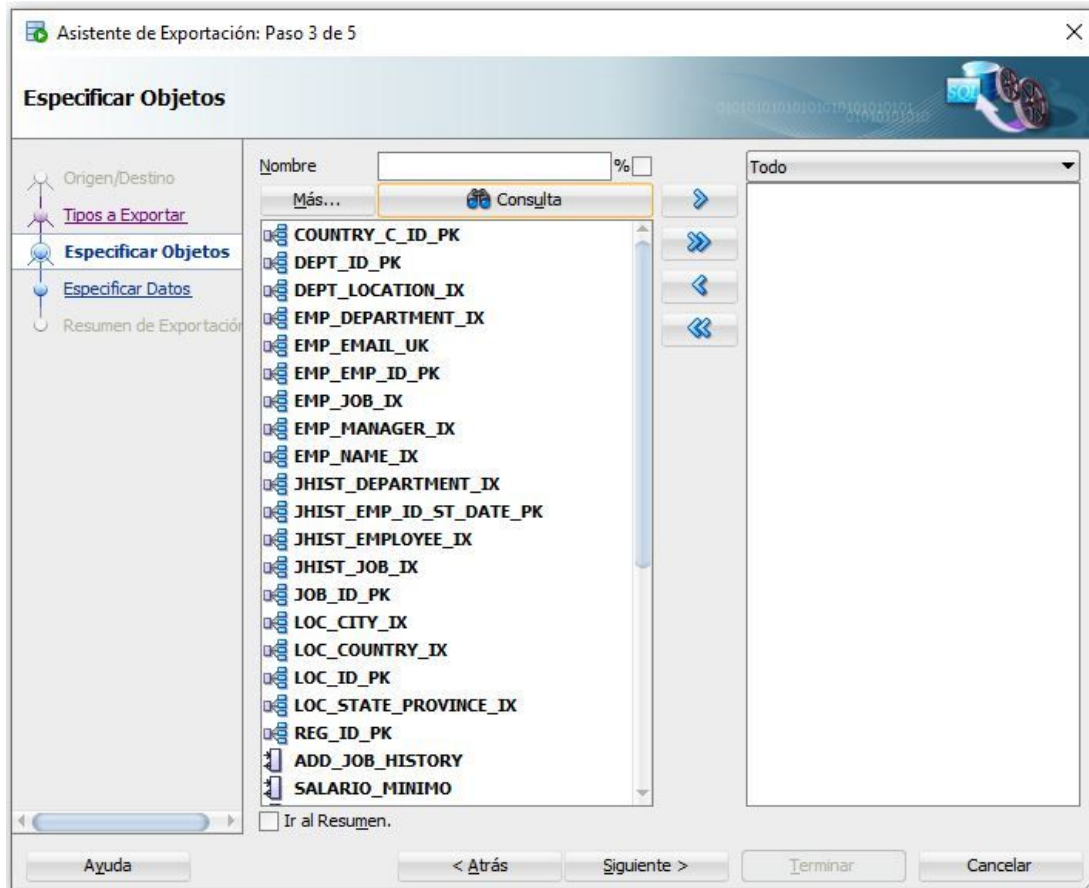 Asistente de Exportación: Paso 3 de 5
Especificar Objetos
SQL
Origen/Destino
Tipos a Exportar
Especificar Objetos
Especificar Datos
Resumen de Exportación
Nombre
%
Todo
Más...
Consulta
COUNTRY_C_ID_PK
DEPT_ID_PK
DEPT_LOCATION_IX
EMP_DEPARTMENT_IX
EMP_EMAIL_UK
EMP_EMP_ID_PK
EMP_JOB_IX
EMP_MANAGER_IX
EMP_NAME_IX
JHIST_DEPARTMENT_IX
JHIST_EMP_ID_ST_DATE_PK
JHIST_EMPLOYEE_IX
JHIST_JOB_IX
JOB_ID_PK
LOC_CITY_IX
LOC_COUNTRY_IX
LOC_ID_PK
LOC_STATE_PROVINCE_IX
REG_ID_PK
ADD_JOB_HISTORY
SALARIO_MINIMO
Ir al Resumen.
Ayuda
< Atrás
Siguiente >
Terminar
Cancelar